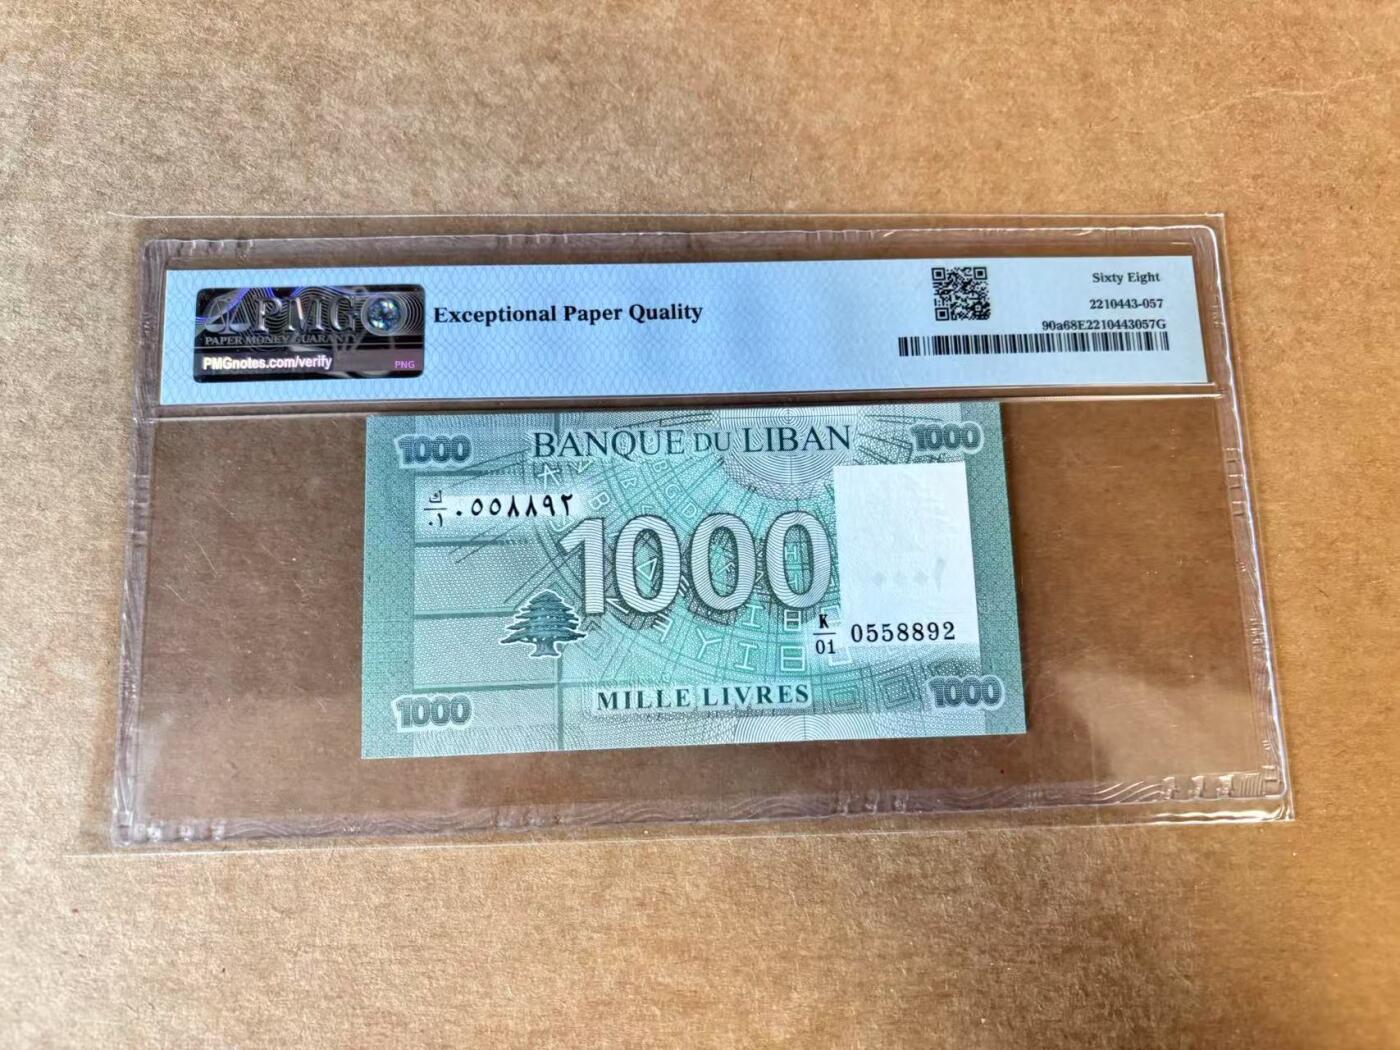 PMG
PAPER MONEY GUARANTY
PMGnotes.com/verify
PNG
Exceptional Paper Quality
Sixty Eight
2210443-057
90a68E2210443057G
1000
BANQUE DU LIBAN
1000
ك
٠١
٠٥٥٨٨٩٢
1000
K
01
0558892
MILLE LIVRES
1000
1000